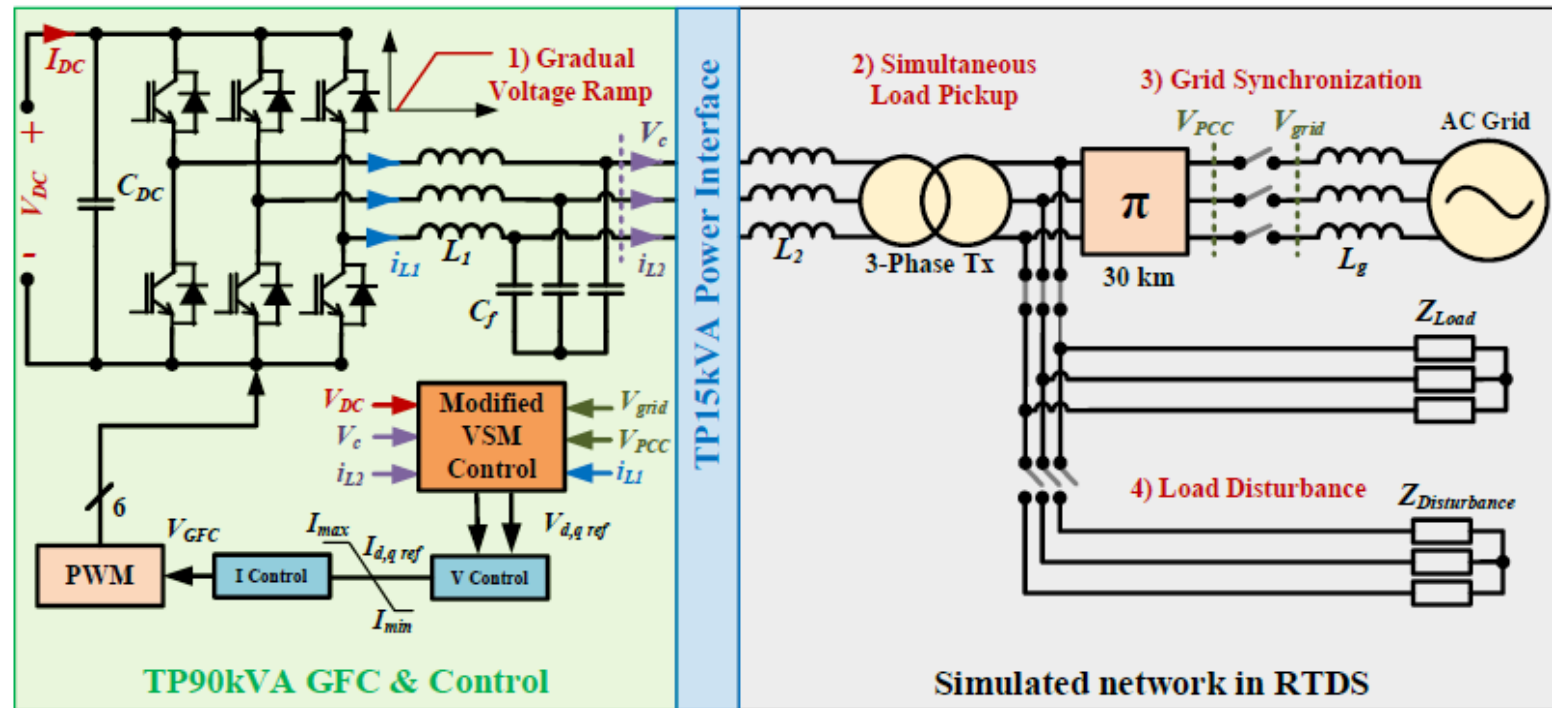 I_DC
+
V_DC
-
C_DC
1) Gradual
Voltage Ramp
V_c
i_L1
L_1
i_L2
C_f
V_DC
V_c
i_L2
Modified
VSM
Control
V_grid
V_PCC
i_L1
6
V_GFC
PWM
I Control
I_max
I_d,q ref
I_min
V Control
V_d,q ref
TP90kVA GFC & Control
TP15kVA Power Interface
2) Simultaneous
Load Pickup
L_2
3-Phase Tx
3) Grid Synchronization
V_PCC
V_grid
AC Grid
π
30 km
L_g
Z_Load
4) Load Disturbance
Z_Disturbance
Simulated network in RTDS